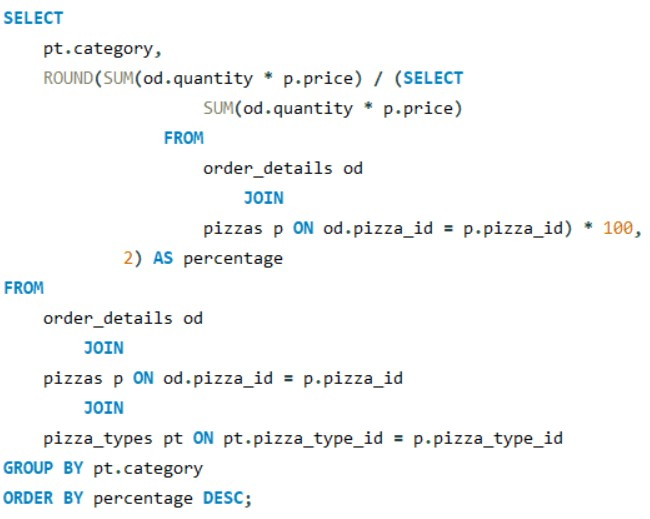 SELECT
    pt.category,
    ROUND(SUM(od.quantity * p.price) / (SELECT
                    SUM(od.quantity * p.price)
                FROM
                    order_details od
                        JOIN
                    pizzas p ON od.pizza_id = p.pizza_id) * 100,
            2) AS percentage
FROM
    order_details od
        JOIN
    pizzas p ON od.pizza_id = p.pizza_id
        JOIN
    pizza_types pt ON pt.pizza_type_id = p.pizza_type_id
GROUP BY pt.category
ORDER BY percentage DESC;